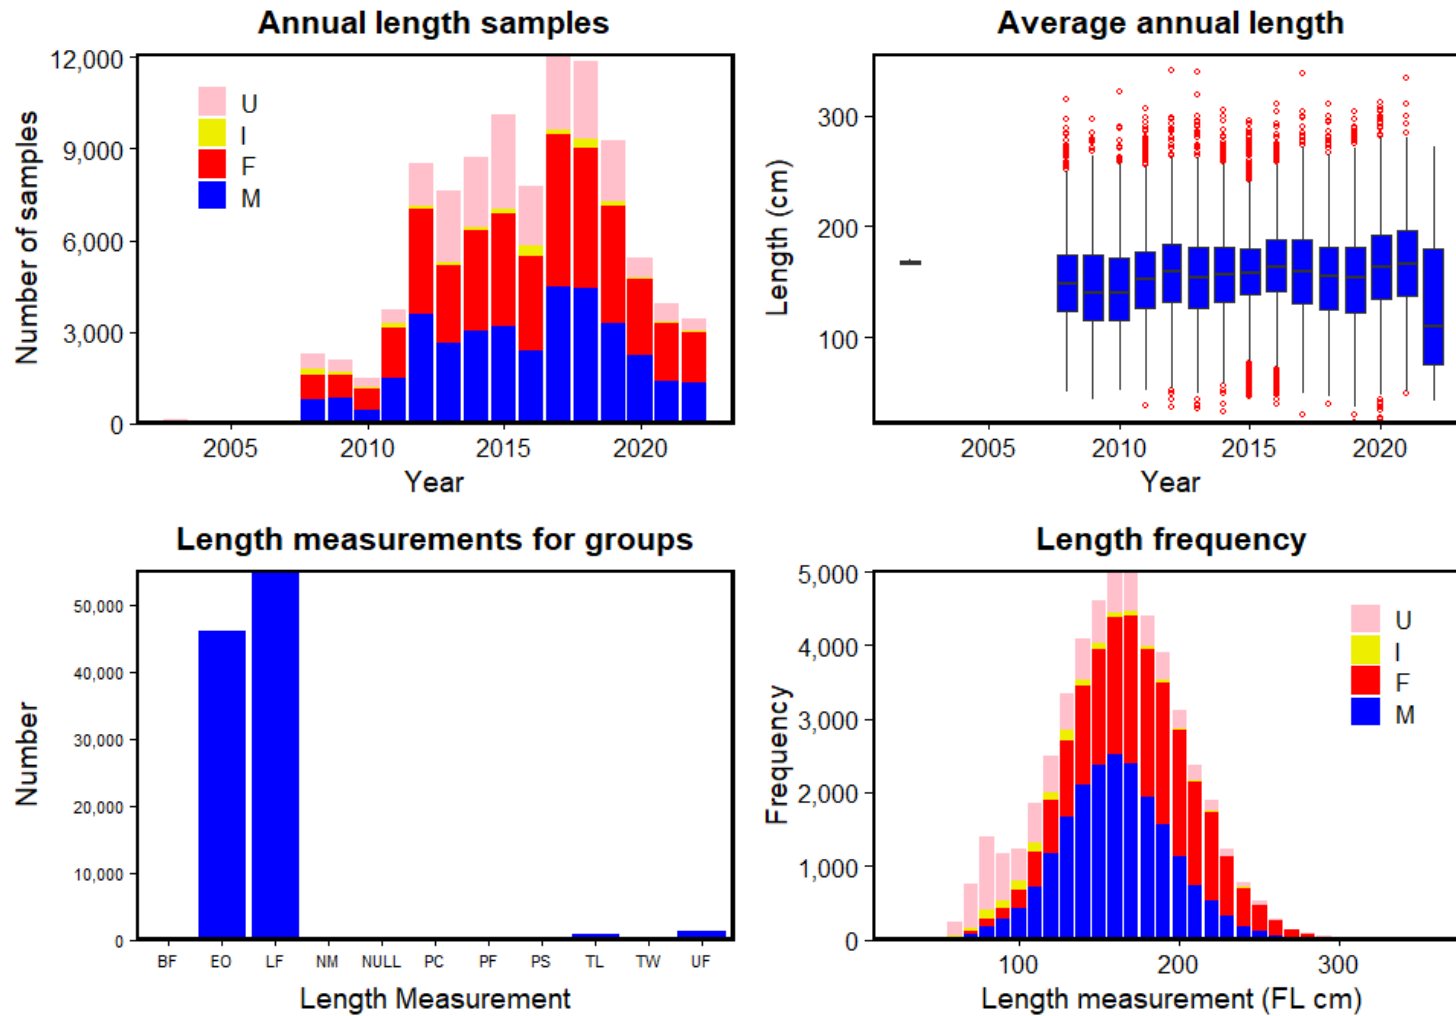 Annual length samples
12,000
9,000
6,000
3,000
0
Number of samples
U
I
F
M
2005
2010
2015
2020
Year
Average annual length
300
200
100
Length (cm)
2005
2010
2015
2020
Year
Length measurements for groups
50,000
40,000
30,000
20,000
10,000
0
Number
BF
EO
LF
NM
NULL
PC
PF
PS
TL
TW
UF
Length Measurement
Length frequency
5,000
4,000
3,000
2,000
1,000
0
Frequency
U
I
F
M
100
200
300
Length measurement (FL cm)